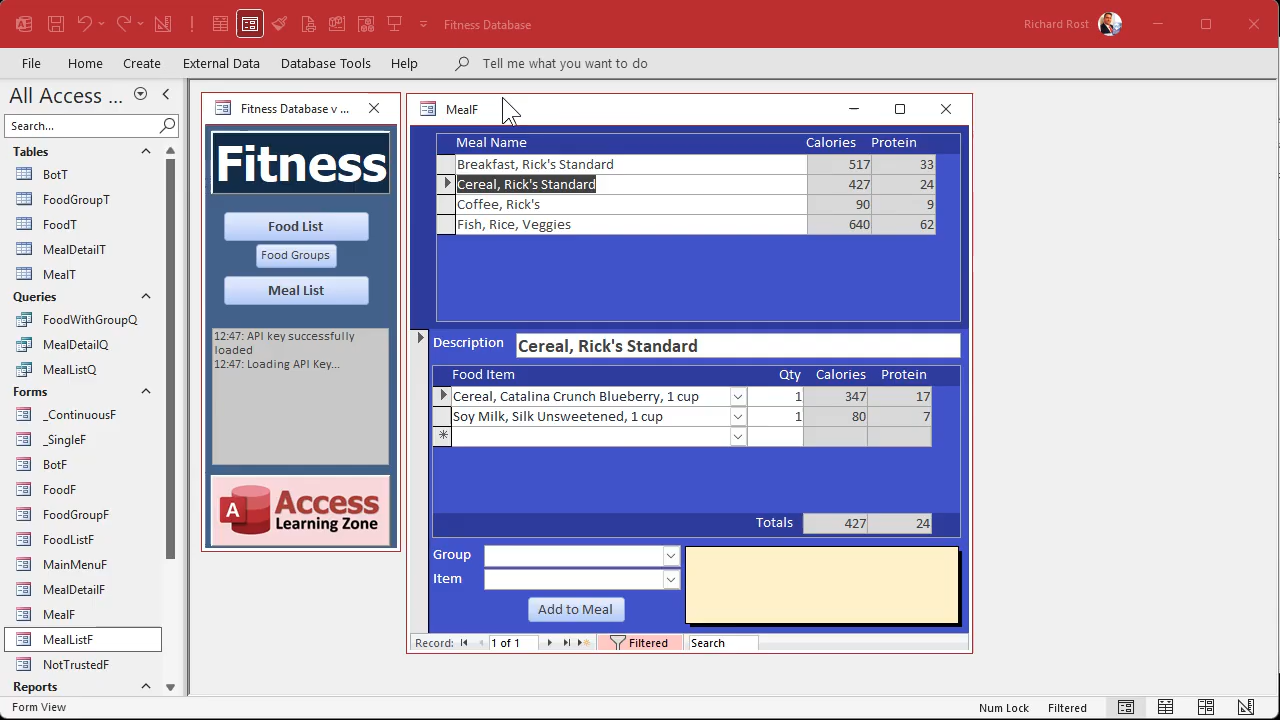 Fitness Database
Richard Rost
File Home Create External Data Database Tools Help Tell me what you want to do
All Access ...
Search...
Tables
BotT
FoodGroupT
FoodT
MealDetailT
MealT
Queries
FoodWithGroupQ
MealDetailQ
MealListQ
Forms
_ContinuousF
_SingleF
BotF
FoodF
FoodGroupF
FoodListF
MainMenuF
MealDetailF
MealF
MealListF
NotTrustedF
Reports
Fitness Database v ...
Fitness
Food List
Food Groups
Meal List
12:47: API key successfully
loaded
12:47: Loading API Key...
A Access
Learning Zone
MealF
Meal Name Calories Protein
Breakfast, Rick's Standard 517 33
Cereal, Rick's Standard 427 24
Coffee, Rick's 90 9
Fish, Rice, Veggies 640 62
Description Cereal, Rick's Standard
Food Item Qty Calories Protein
Cereal, Catalina Crunch Blueberry, 1 cup 1 347 17
Soy Milk, Silk Unsweetened, 1 cup 1 80 7
Totals 427 24
Group
Item
Add to Meal
Record: 1 of 1 Filtered Search
Form View Num Lock Filtered